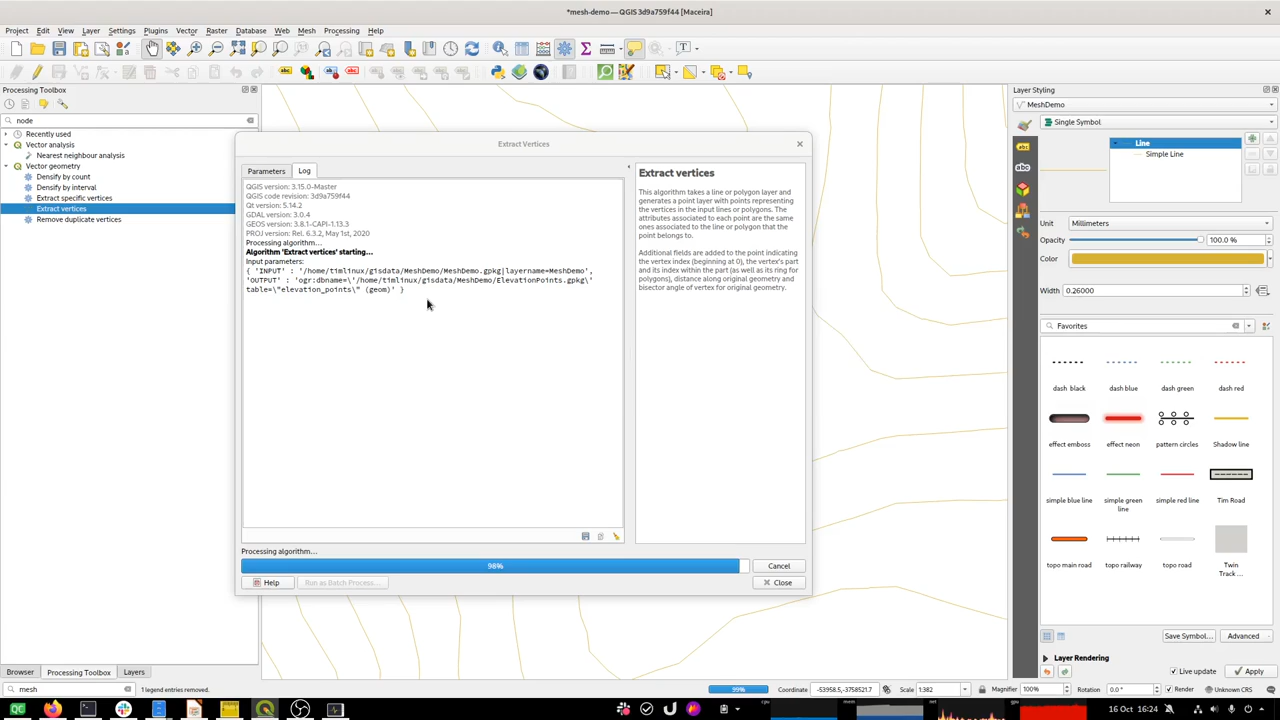 *mesh-demo - QGIS 3d9a759f44 [Maceira]
Project Edit View Layer Settings Plugins Vector Raster Database Web Mesh Processing Help
Processing Toolbox
node
Recently used
Vector analysis
Nearest neighbour analysis
Vector geometry
Densify by count
Densify by interval
Extract specific vertices
Extract vertices
Remove duplicate vertices
Extract Vertices
Parameters Log
QGIS version: 3.15.0-Master
QGIS code revision: 3d9a759f44
Qt version: 5.14.2
GDAL version: 3.0.4
GEOS version: 3.8.1-CAPI-1.13.3
PROJ version: Rel. 6.3.2, May 1st, 2020
Processing algorithm…
Algorithm 'Extract vertices' starting…
Input parameters:
{ 'INPUT' : '/home/timlinux/gisdata/MeshDemo/MeshDemo.gpkg|layername=MeshDemo',
'OUTPUT' : 'ogr:dbname=\'/home/timlinux/gisdata/MeshDemo/ElevationPoints.gpkg\'
table=\"elevation_points\" (geom)' }
Extract vertices
This algorithm takes a line or polygon layer and
generates a point layer with points representing
the vertices in the input lines or polygons. The
attributes associated to each point are the same
ones associated to the line or polygon that the
point belongs to.
Additional fields are added to the point indicating
the vertex index (beginning at 0), the vertex's part
and its index within the part (as well as its ring for
polygons), distance along original geometry and
bisector angle of vertex for original geometry.
Processing algorithm…
98%
Cancel
Help
Run as Batch Process…
Close
Layer Styling
MeshDemo
Single Symbol
Line
Simple Line
Unit Millimeters
Opacity 100.0 %
Color
Width 0.26000
Favorites
dash black dash blue dash green dash red
effect emboss effect neon pattern circles Shadow line
simple blue line simple green line simple red line Tim Road
topo main road topo railway topo road Twin Track …
Save Symbol… Advanced
Layer Rendering
Live update Apply
Browser Processing Toolbox Layers
mesh
1 legend entries removed.
99%
Coordinate -53958.5,-3758521.7
Scale 1:382
Magnifier 100%
Rotation 0.0 °
Render
Unknown CRS
16 Oct 16:24